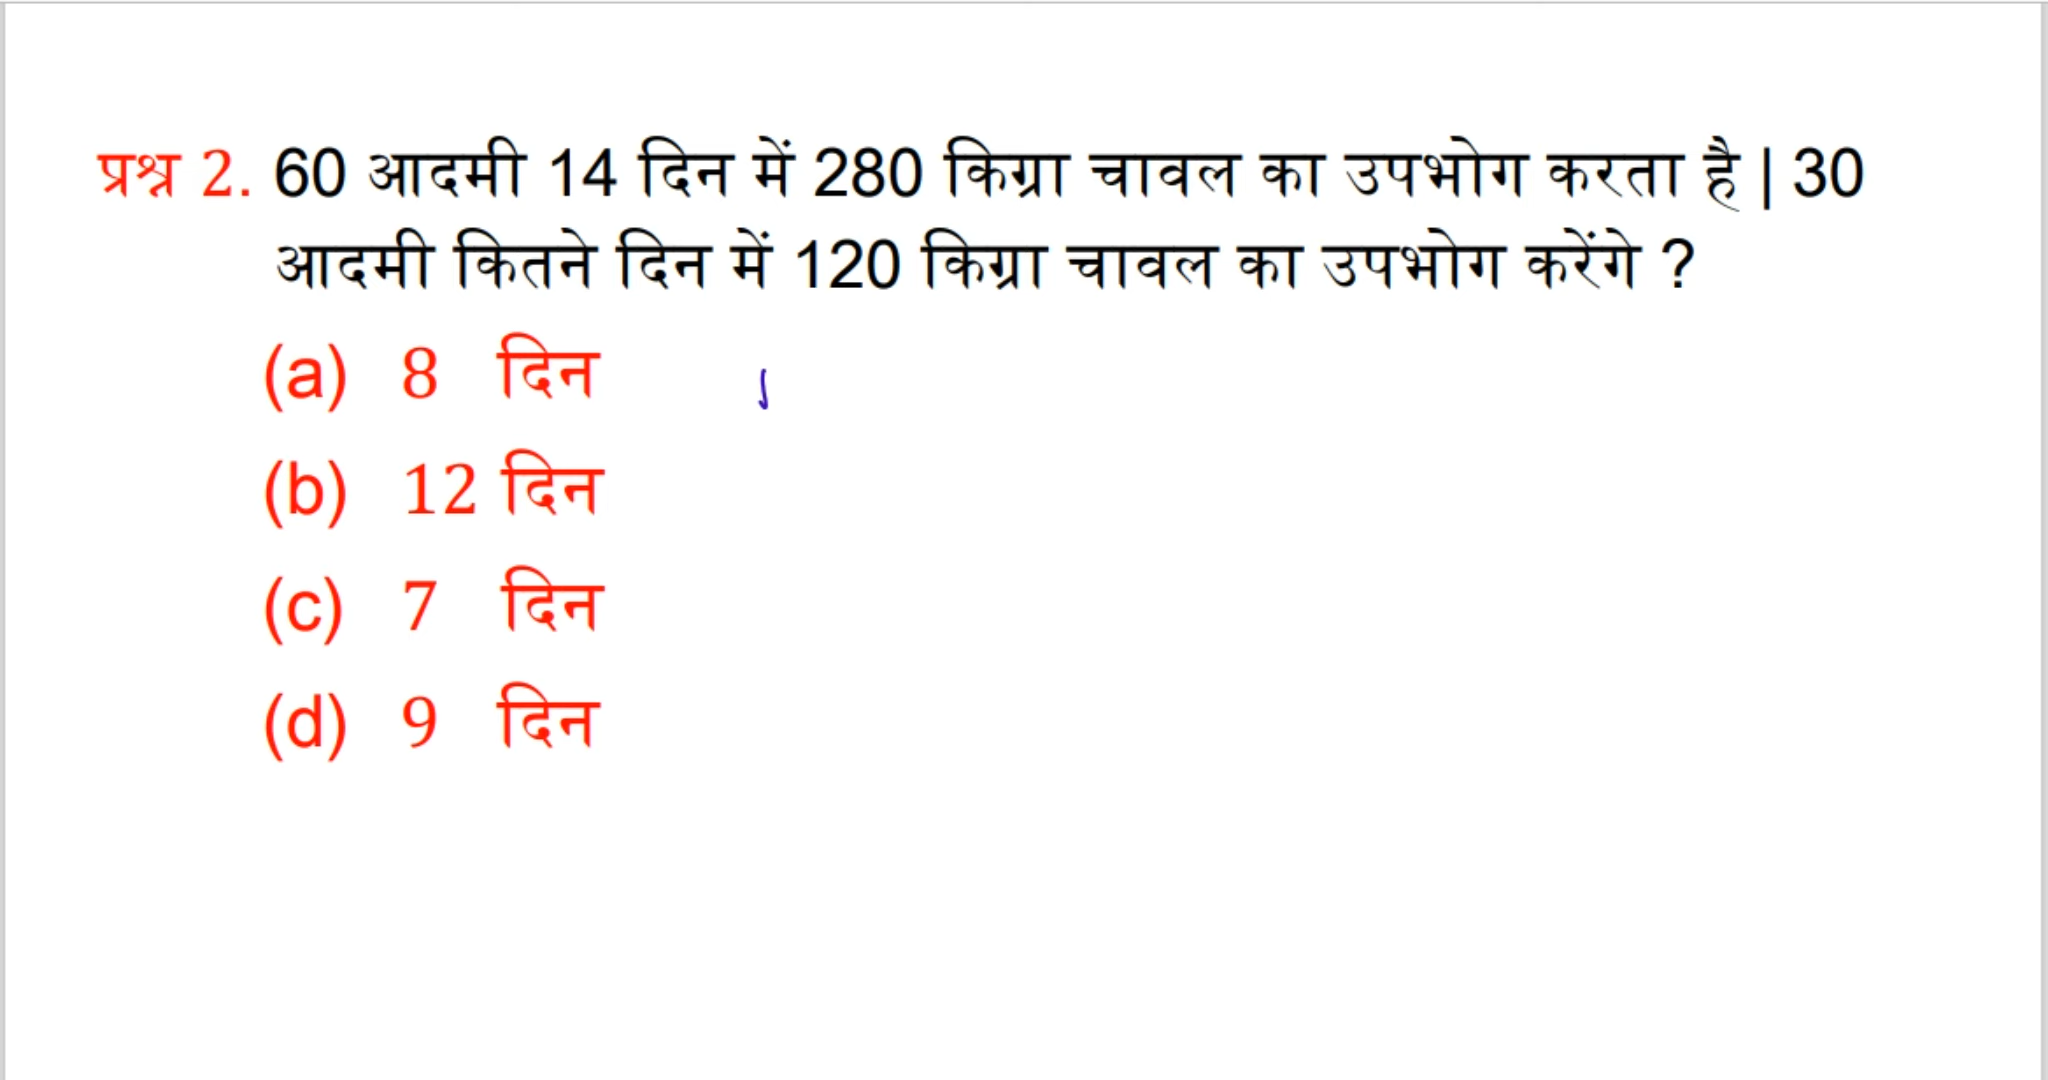 प्रश्न 2. 60 आदमी 14 दिन में 280 किग्रा चावल का उपभोग करता है | 30
आदमी कितने दिन में 120 किग्रा चावल का उपभोग करेंगे ?
(a) 8 दिन
(b) 12 दिन
(c) 7 दिन
(d) 9 दिन